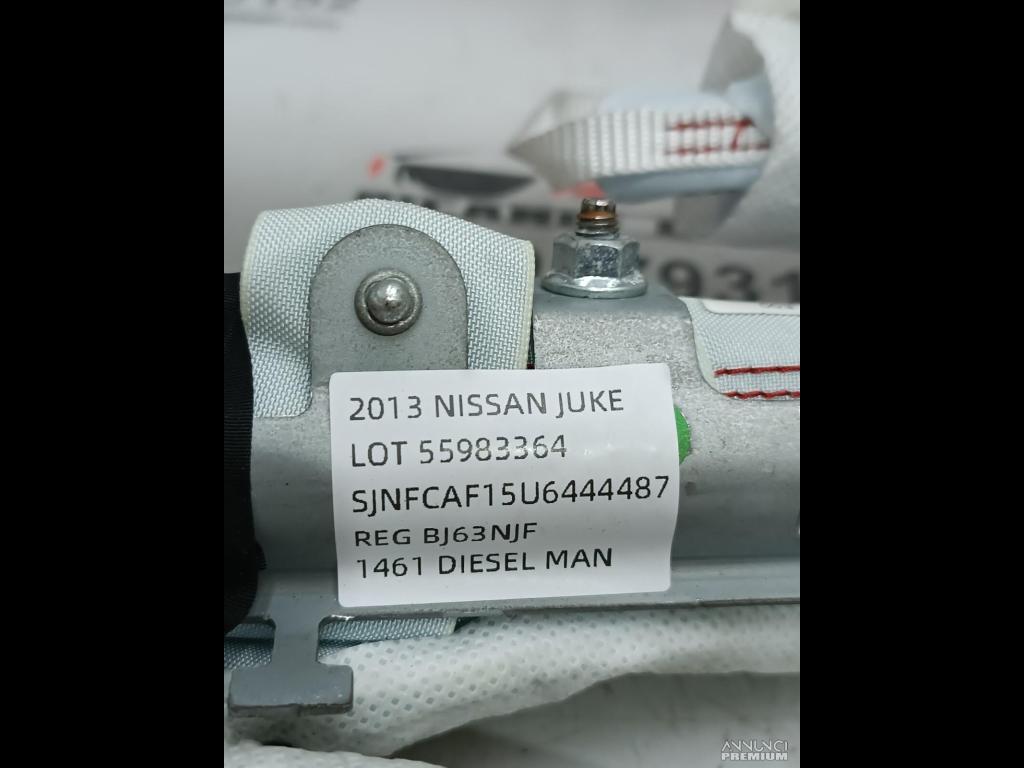 2013 NISSAN JUKE
LOT 55983364
SJNFCAF15U6444487
REG BJ63NJF
1461 DIESEL MAN
ANNUNCI
PREMIUM